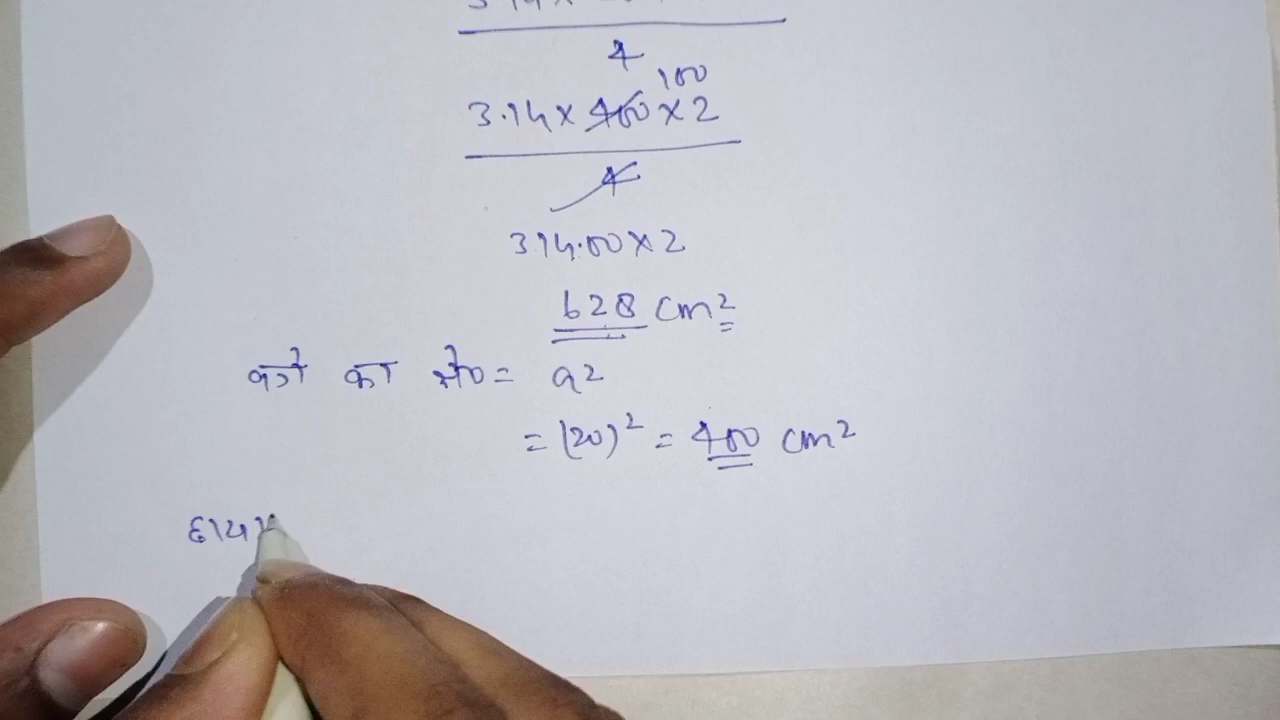 4
100
3.14 x 400 x 2
4
314.00 x 2
628 cm²
वर्ग का क्षे० = a²
= (20)² = 400 cm²
छायां